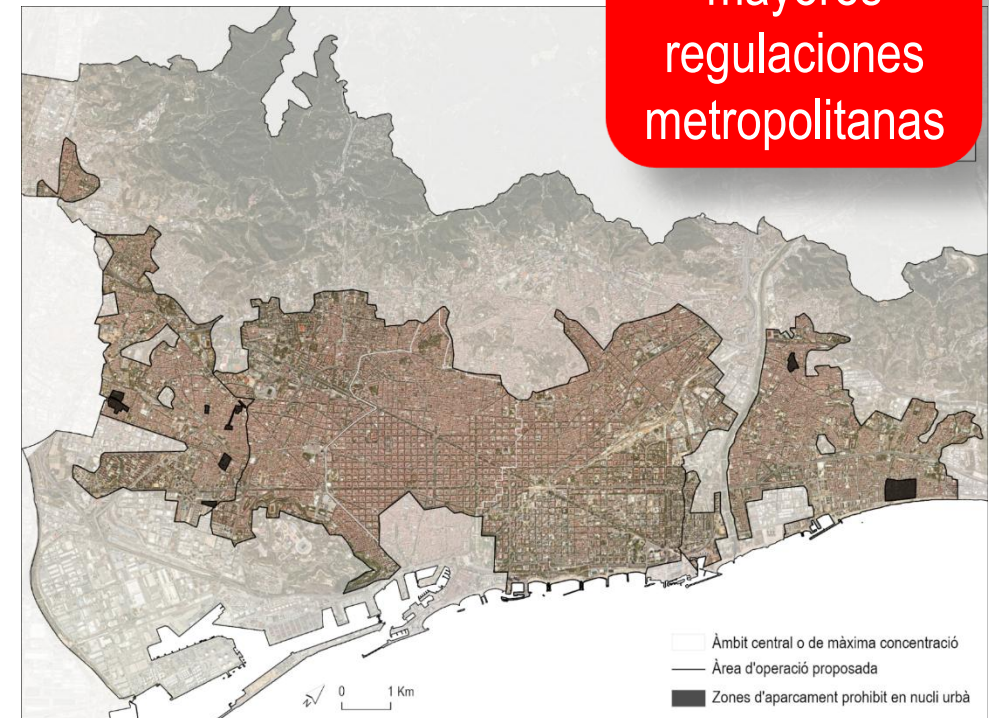 mayores
regulaciones
metropolitanas
Àmbit central o de màxima concentració
Àrea d'operació proposada
0 1 Km
Zones d'aparcament prohibit en nucli urbà